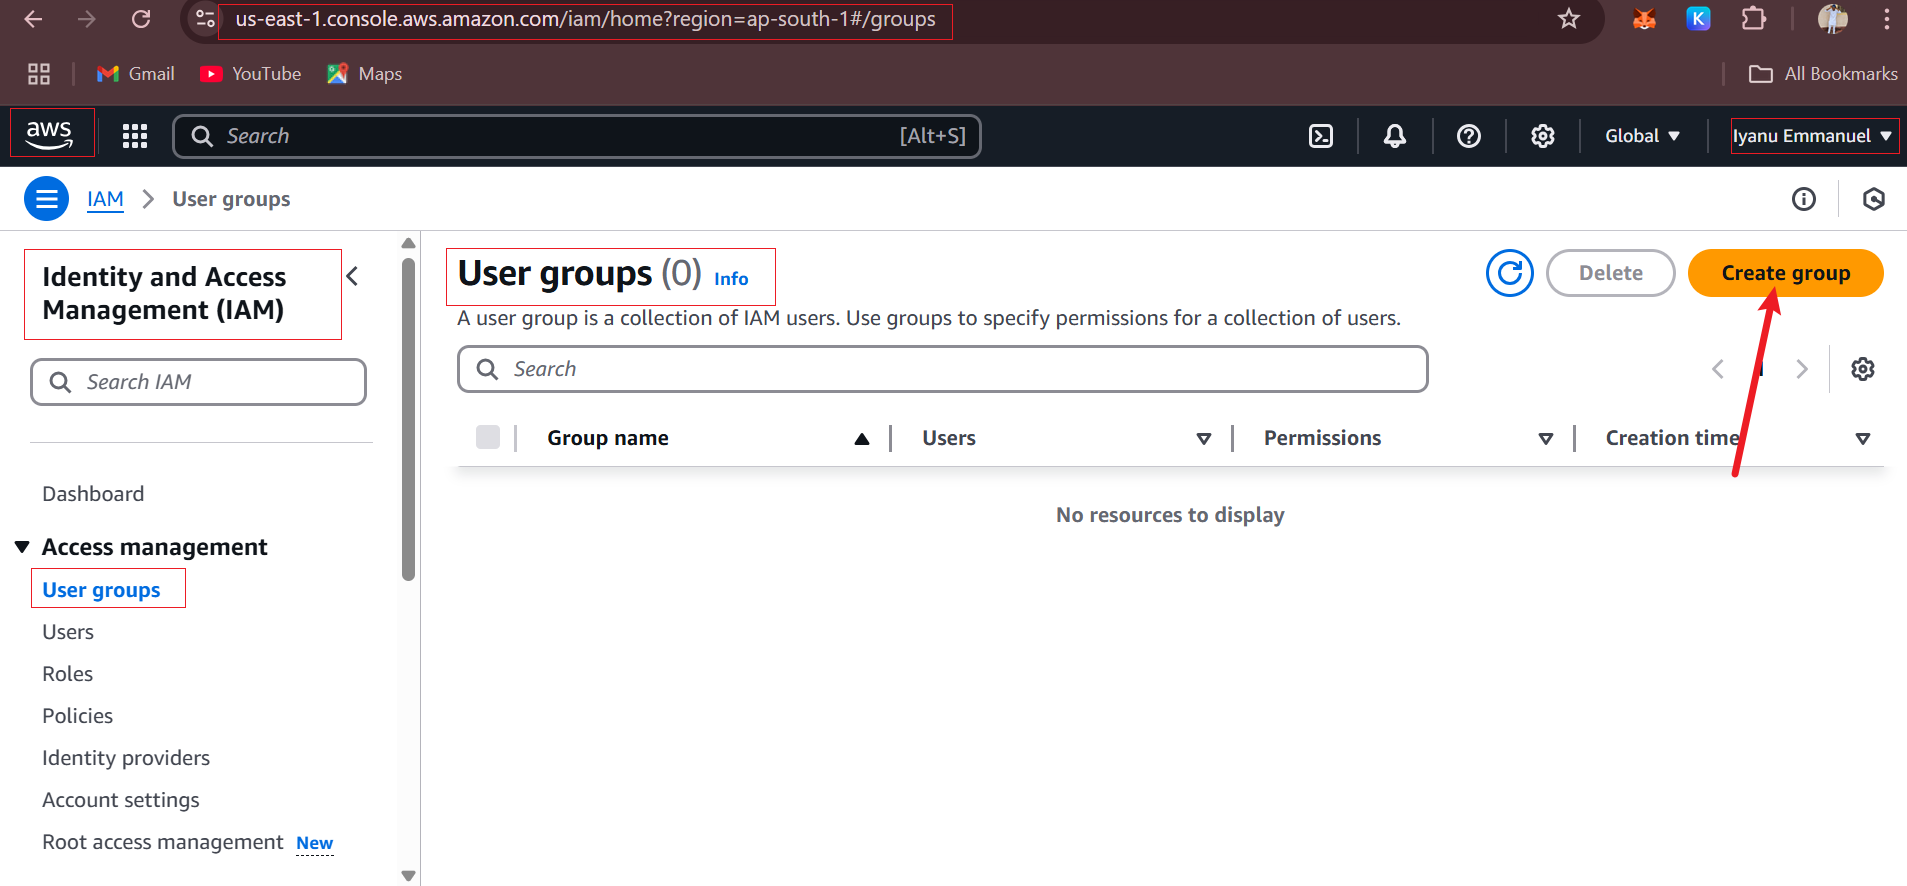 us-east-1.console.aws.amazon.com/iam/home?region=ap-south-1#/groups
K
Gmail
YouTube
Maps
All Bookmarks
aws
Search
[Alt+S]
Global
Iyanu Emmanuel
IAM
User groups
Identity and Access
Management (IAM)
Search IAM
Dashboard
Access management
User groups
Users
Roles
Policies
Identity providers
Account settings
Root access management New
User groups (0) Info
Delete
Create group
A user group is a collection of IAM users. Use groups to specify permissions for a collection of users.
Search
Group name
Users
Permissions
Creation time
No resources to display